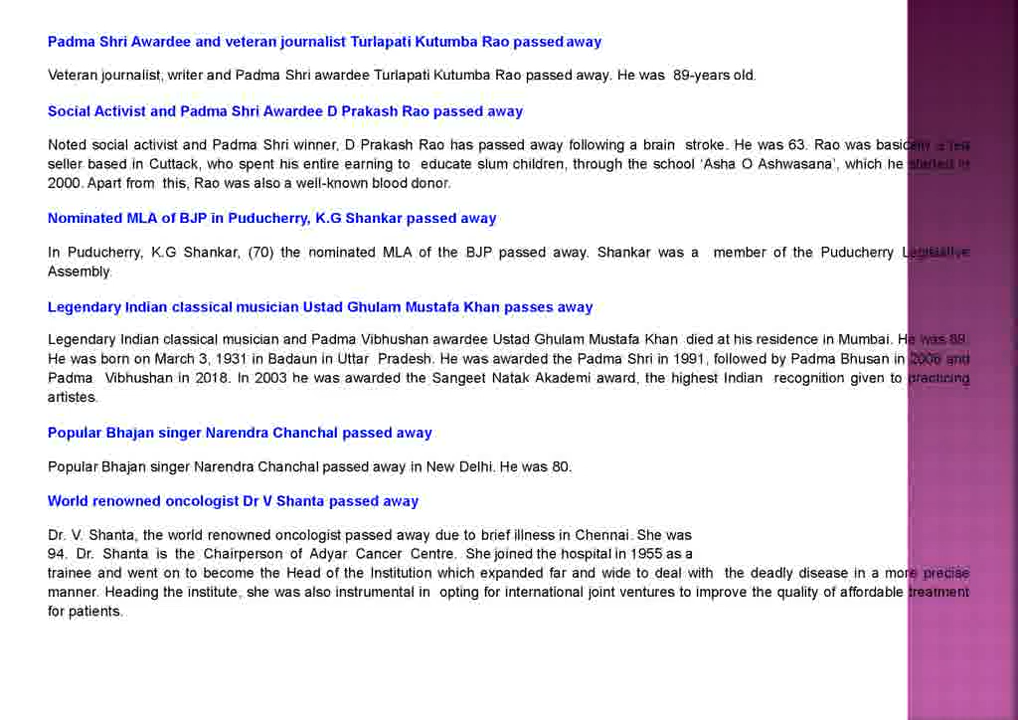 Padma Shri Awardee and veteran journalist Turlapati Kutumba Rao passed away
Veteran journalist, writer and Padma Shri awardee Turlapati Kutumba Rao passed away. He was 89-years old.
Social Activist and Padma Shri Awardee D Prakash Rao passed away
Noted social activist and Padma Shri winner, D Prakash Rao has passed away following a brain stroke. He was 63. Rao was basically a tea
seller based in Cuttack, who spent his entire earning to educate slum children, through the school ‘Asha O Ashwasana’, which he started in
2000. Apart from this, Rao was also a well-known blood donor.
Nominated MLA of BJP in Puducherry, K.G Shankar passed away
In Puducherry, K.G Shankar, (70) the nominated MLA of the BJP passed away. Shankar was a member of the Puducherry Legislative
Assembly.
Legendary Indian classical musician Ustad Ghulam Mustafa Khan passes away
Legendary Indian classical musician and Padma Vibhushan awardee Ustad Ghulam Mustafa Khan died at his residence in Mumbai. He was 89.
He was born on March 3, 1931 in Badaun in Uttar Pradesh. He was awarded the Padma Shri in 1991, followed by Padma Bhusan in 2006 and
Padma Vibhushan in 2018. In 2003 he was awarded the Sangeet Natak Akademi award, the highest Indian recognition given to practicing
artistes.
Popular Bhajan singer Narendra Chanchal passed away
Popular Bhajan singer Narendra Chanchal passed away in New Delhi. He was 80.
World renowned oncologist Dr V Shanta passed away
Dr. V. Shanta, the world renowned oncologist passed away due to brief illness in Chennai. She was
94. Dr. Shanta is the Chairperson of Adyar Cancer Centre. She joined the hospital in 1955 as a
trainee and went on to become the Head of the Institution which expanded far and wide to deal with the deadly disease in a more precise
manner. Heading the institute, she was also instrumental in opting for international joint ventures to improve the quality of affordable treatment
for patients.